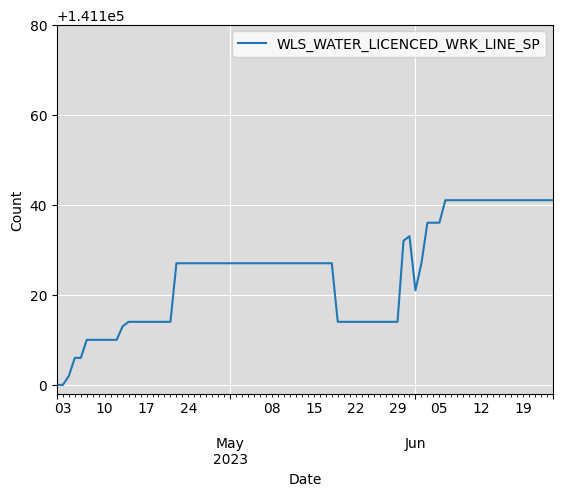 +1.411e5
80
60
40
20
0
Count
WLS_WATER_LICENCED_WRK_LINE_SP
03 10 17 24 08 15 22 29 05 12 19
May Jun
2023
Date